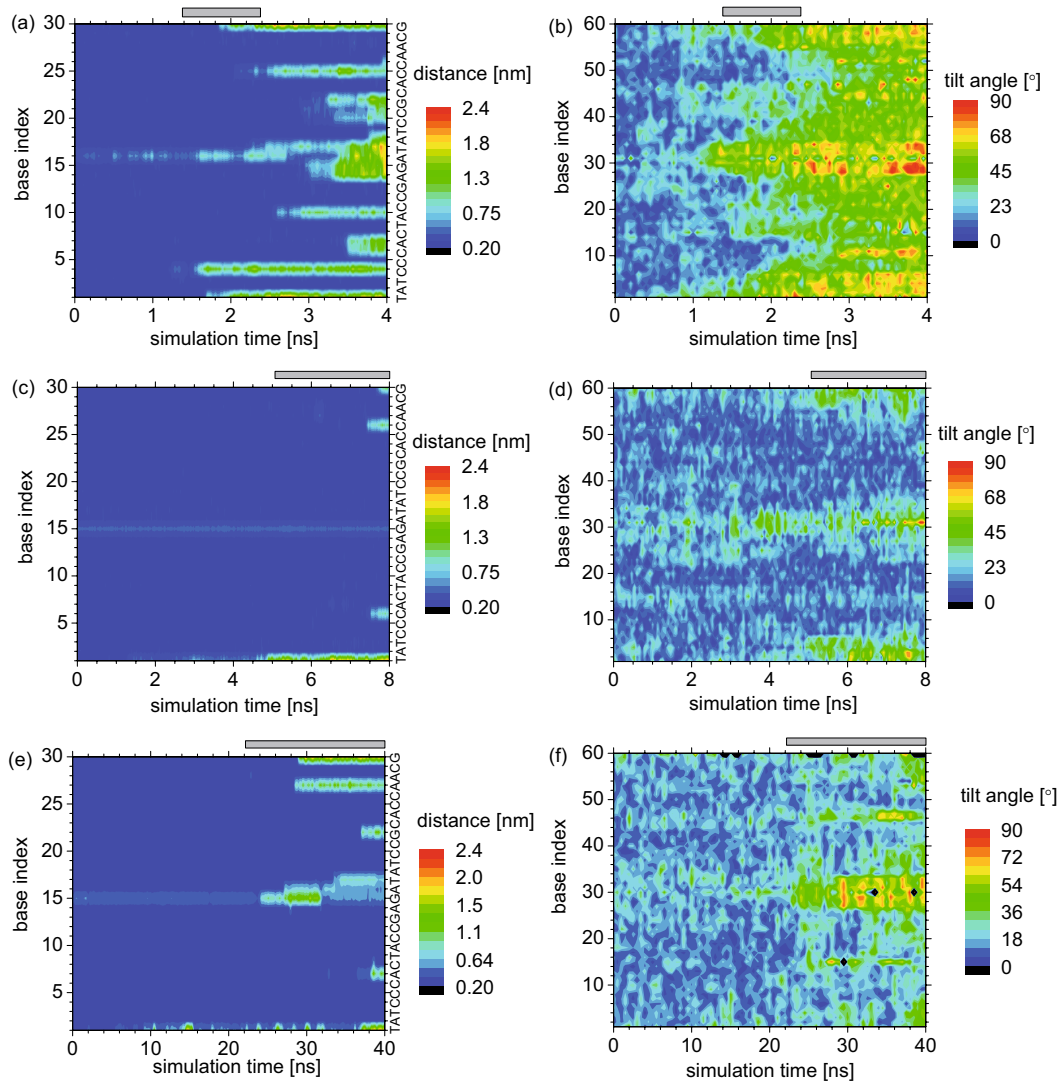 (a)
30
25
20
15
10
5
base index
0 1 2 3 4
simulation time [ns]
TATCCCACTACCGAGATATCCGCACCAACG
distance [nm]
2.4
1.8
1.3
0.75
0.20
(b)
60
50
40
30
20
10
base index
0 1 2 3 4
simulation time [ns]
tilt angle [°]
90
68
45
23
0
(c)
30
25
20
15
10
5
base index
0 2 4 6 8
simulation time [ns]
TATCCCACTACCGAGATATCCGCACCAACG
distance [nm]
2.4
1.8
1.3
0.75
0.20
(d)
60
50
40
30
20
10
base index
0 2 4 6 8
simulation time [ns]
tilt angle [°]
90
68
45
23
0
(e)
30
25
20
15
10
5
base index
0 10 20 30 40
simulation time [ns]
TATCCCACTACCGAGATATCCGCACCAACG
distance [nm]
2.4
2.0
1.5
1.1
0.64
0.20
(f)
60
50
40
30
20
10
base index
0 10 20 30 40
simulation time [ns]
tilt angle [°]
90
72
54
36
18
0